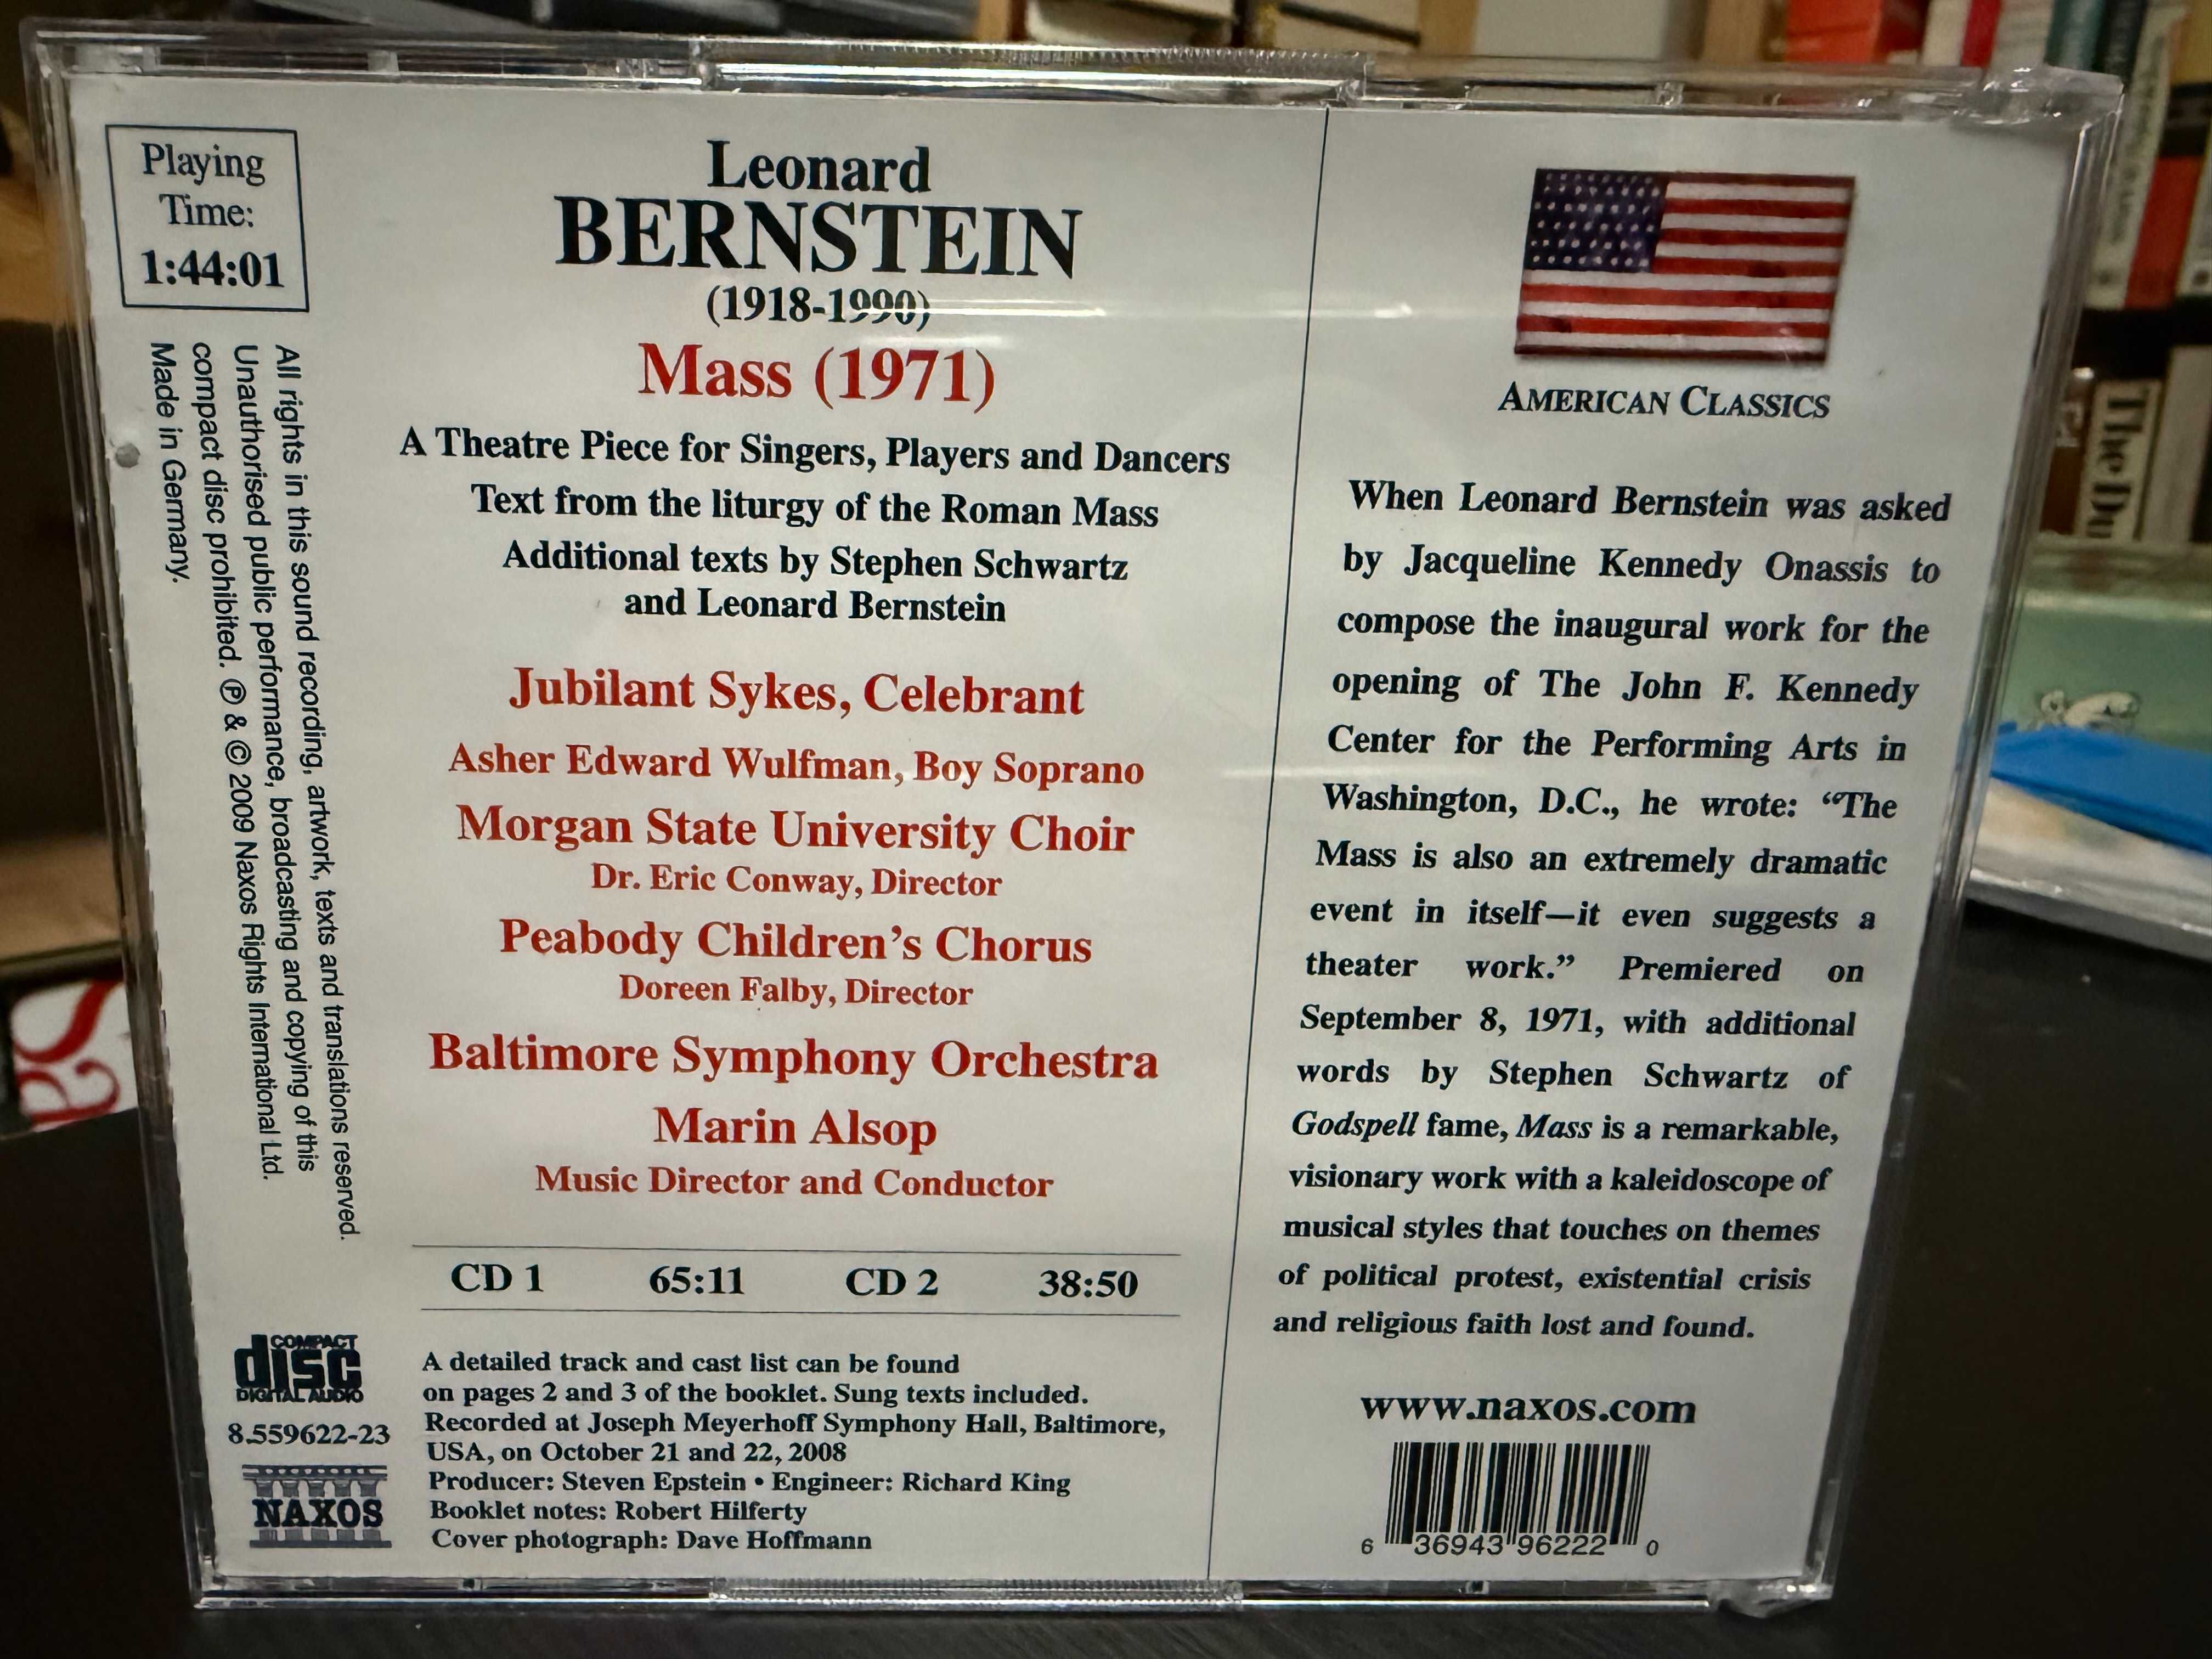 Playing
Time:
1:44:01
All rights in this sound recording, artwork, texts and translations reserved.
Unauthorised public performance, broadcasting and copying of this
compact disc prohibited. ℗ & © 2009 Naxos Rights International Ltd.
Made in Germany.
COMPACT
disc
DIGITAL AUDIO
8.559622-23
NAXOS
Leonard
BERNSTEIN
(1918-1990)
Mass (1971)
A Theatre Piece for Singers, Players and Dancers
Text from the liturgy of the Roman Mass
Additional texts by Stephen Schwartz
and Leonard Bernstein
Jubilant Sykes, Celebrant
Asher Edward Wulfman, Boy Soprano
Morgan State University Choir
Dr. Eric Conway, Director
Peabody Children’s Chorus
Doreen Falby, Director
Baltimore Symphony Orchestra
Marin Alsop
Music Director and Conductor
CD 1 65:11 CD 2 38:50
A detailed track and cast list can be found
on pages 2 and 3 of the booklet. Sung texts included.
Recorded at Joseph Meyerhoff Symphony Hall, Baltimore,
USA, on October 21 and 22, 2008
Producer: Steven Epstein • Engineer: Richard King
Booklet notes: Robert Hilferty
Cover photograph: Dave Hoffmann
AMERICAN CLASSICS
When Leonard Bernstein was asked
by Jacqueline Kennedy Onassis to
compose the inaugural work for the
opening of The John F. Kennedy
Center for the Performing Arts in
Washington, D.C., he wrote: “The
Mass is also an extremely dramatic
event in itself—it even suggests a
theater work.” Premiered on
September 8, 1971, with additional
words by Stephen Schwartz of
Godspell fame, Mass is a remarkable,
visionary work with a kaleidoscope of
musical styles that touches on themes
of political protest, existential crisis
and religious faith lost and found.
www.naxos.com
6 36943 96222 0
The Du